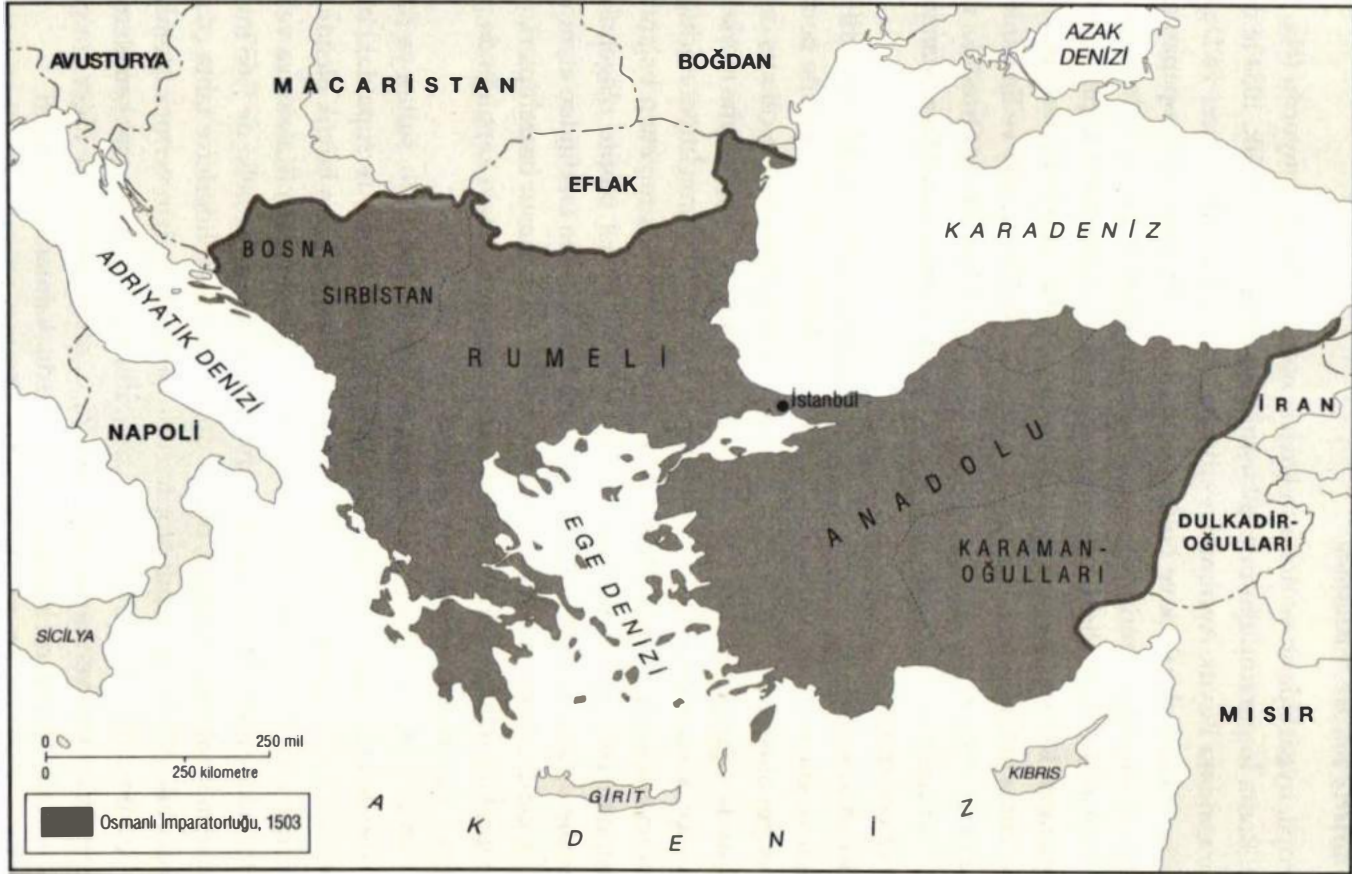 AVUSTURYA
MACARİSTAN
BOĞDAN
AZAK
DENİZİ
EFLAK
KARADENİZ
BOSNA
SIRBİSTAN
ADRİYATİK DENİZİ
RUMELİ
İstanbul
İRAN
NAPOLİ
ANADOLU
EGE DENİZİ
KARAMAN-
OĞULLARI
DULKADİR-
OĞULLARI
SİCİLYA
MISIR
0 250 mil
0 250 kilometre
GİRİT
KIBRIS
AKDENİZ
Osmanlı İmparatorluğu, 1503